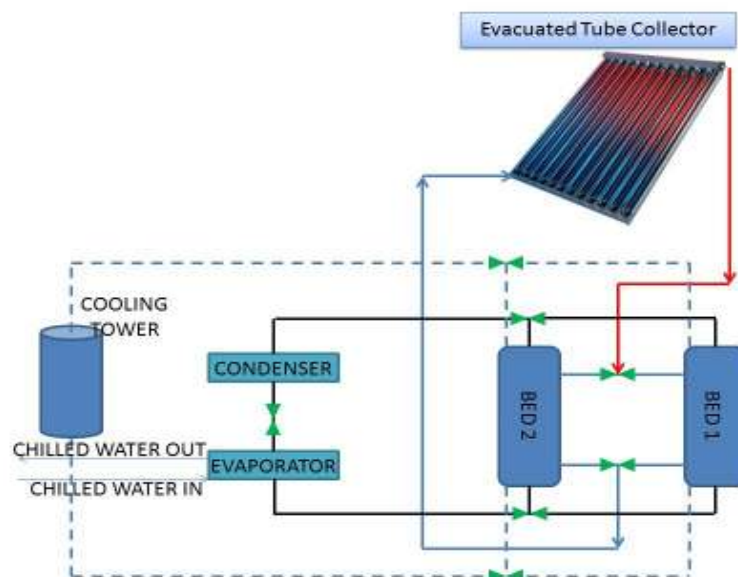 Evacuated Tube Collector
COOLING
TOWER
CONDENSER
CHILLED WATER OUT
EVAPORATOR
CHILLED WATER IN
BED 2
BED 1